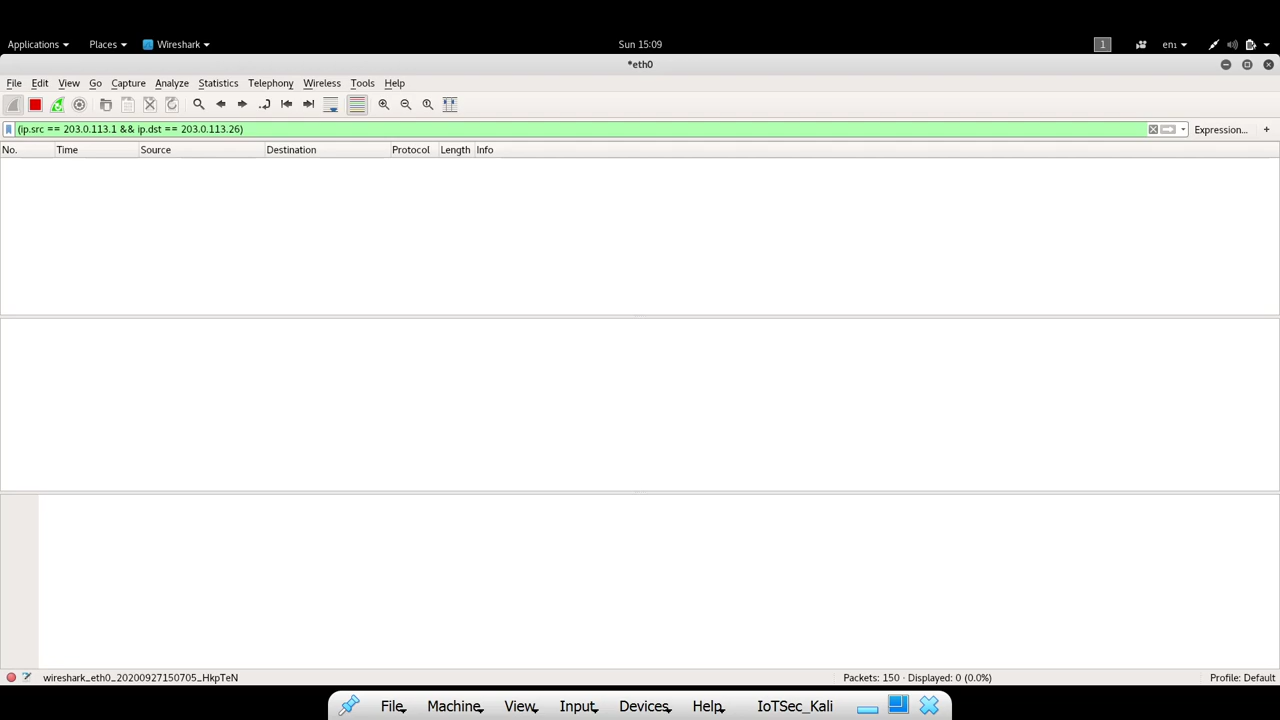 Applications Places Wireshark Sun 15:09 1 en₁
*eth0
File Edit View Go Capture Analyze Statistics Telephony Wireless Tools Help
(ip.src == 203.0.113.1 && ip.dst == 203.0.113.26) Expression... +
No. Time Source Destination Protocol Length Info
wireshark_eth0_20200927150705_HkpTeN Packets: 150 · Displayed: 0 (0.0%) Profile: Default
File Machine View Input Devices Help IoTSec_Kali